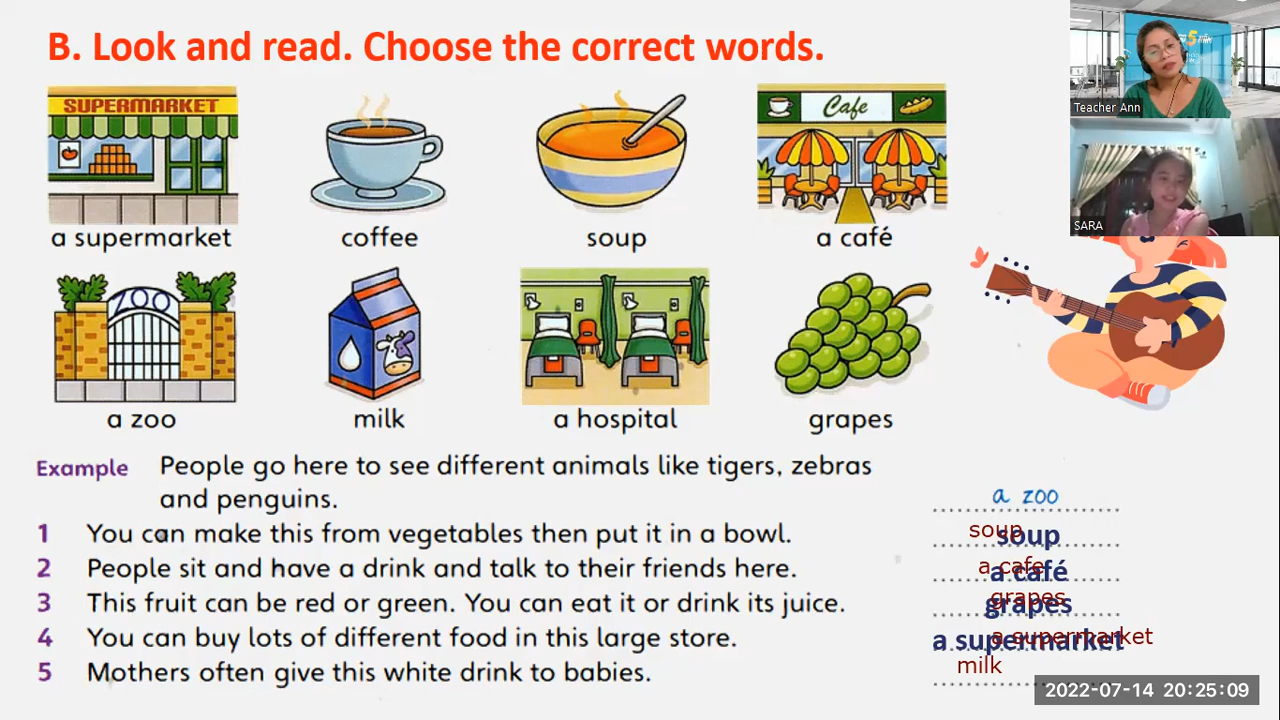 B. Look and read. Choose the correct words.
SUPERMARKET
Cafe
a supermarket
coffee
soup
a café
ZOO
a zoo
milk
a hospital
grapes
Example People go here to see different animals like tigers, zebras
and penguins.
a zoo
1 You can make this from vegetables then put it in a bowl.
soup
soup
2 People sit and have a drink and talk to their friends here.
a cafe
a café
3 This fruit can be red or green. You can eat it or drink its juice.
grapes
grapes
4 You can buy lots of different food in this large store.
a supermarket
a supermarket
5 Mothers often give this white drink to babies.
milk
Teacher Ann
SARA
2022-07-14 20:25:09